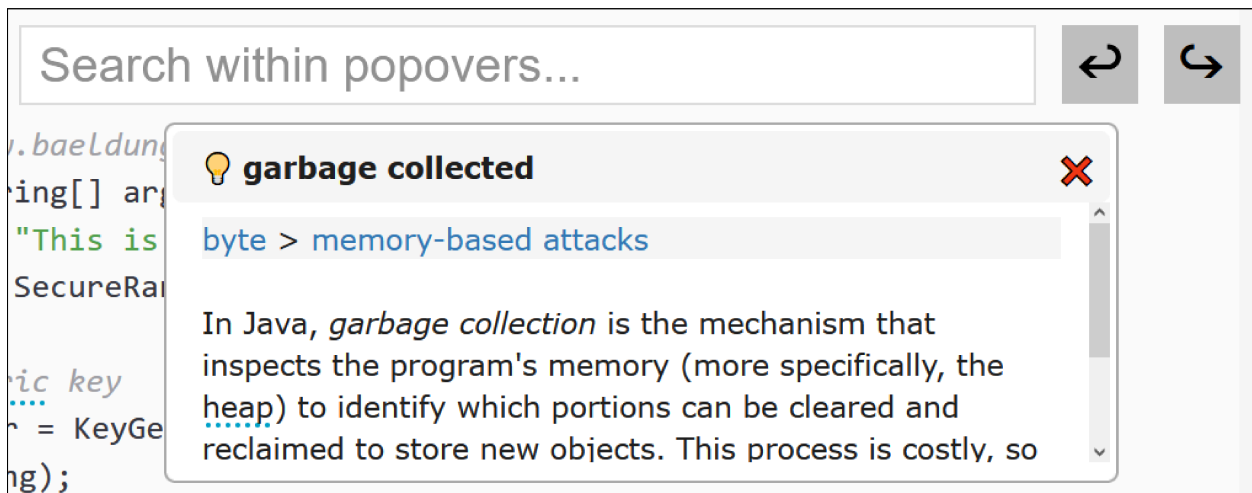 Search within popovers...
.baeldung
ring[] arg
"This is
SecureRan
ric key
r = KeyGe
ng);
garbage collected
byte > memory-based attacks
In Java, garbage collection is the mechanism that
inspects the program's memory (more specifically, the
heap) to identify which portions can be cleared and
reclaimed to store new objects. This process is costly, so